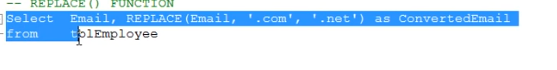 -- REPLACE() FUNCTION
Select  Email, REPLACE(Email, '.com', '.net') as ConvertedEmail
from    tblEmployee